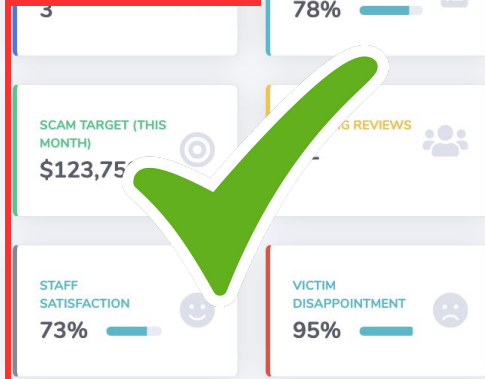 3
78%
SCAM TARGET (THIS
MONTH)
$123,75
REVIEWS
STAFF
SATISFACTION
73%
VICTIM
DISAPPOINTMENT
95%